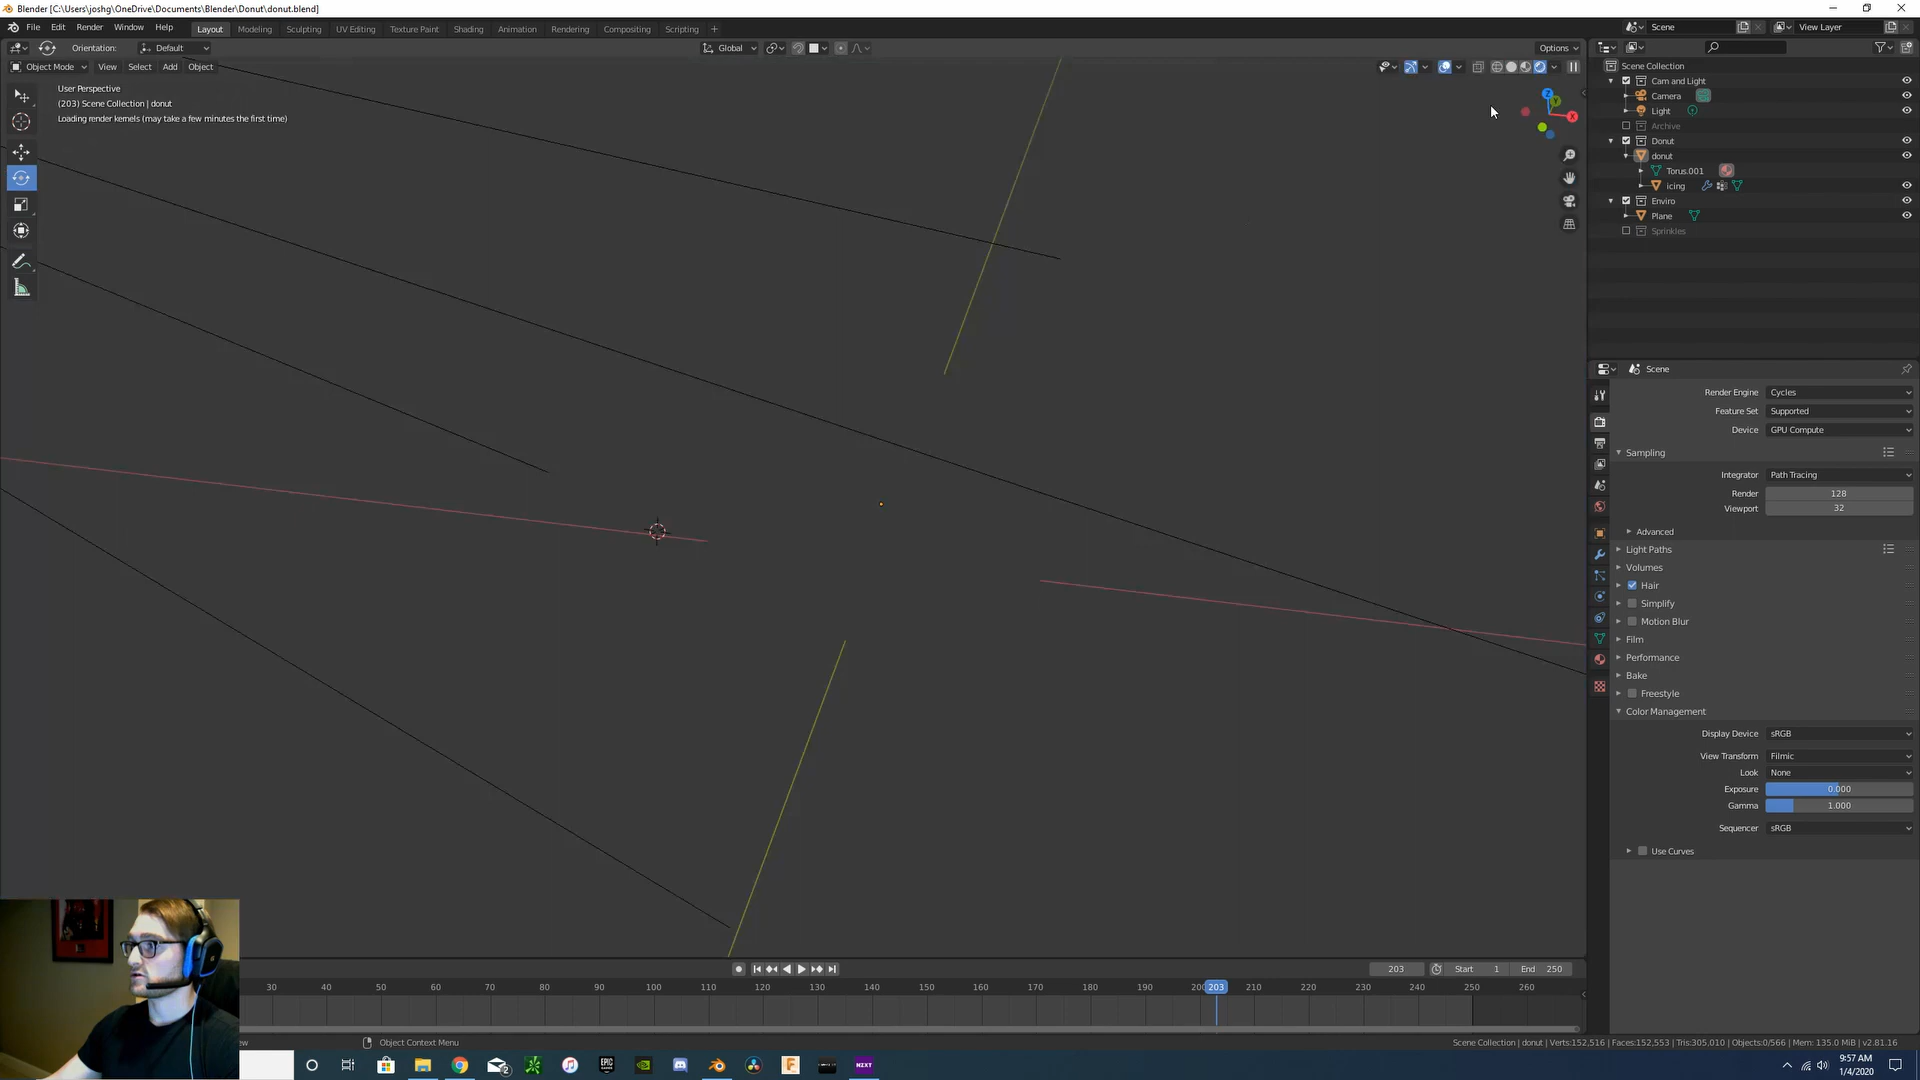 Blender [C:\Users\joshg\OneDrive\Documents\Blender\Donut\donut.blend]
File Edit Render Window Help Layout Modeling Sculpting UV Editing Texture Paint Shading Animation Rendering Compositing Scripting + Scene View Layer
Orientation: Default Global Options
Object Mode View Select Add Object
User Perspective
(203) Scene Collection | donut
Loading render kernels (may take a few minutes the first time)
Z
Y
X
Scene Collection
Cam and Light
Camera
Light
Archive
Donut
donut
Torus.001
icing
Enviro
Plane
Sprinkles
Scene
Render Engine Cycles
Feature Set Supported
Device GPU Compute
Sampling
Integrator Path Tracing
Render 128
Viewport 32
Advanced
Light Paths
Volumes
Hair
Simplify
Motion Blur
Film
Performance
Bake
Freestyle
Color Management
Display Device sRGB
View Transform Filmic
Look None
Exposure 0.000
Gamma 1.000
Sequencer sRGB
Use Curves
203 Start 1 End 250
30 40 50 60 70 80 90 100 110 120 130 140 150 160 170 180 190 200 203 210 220 230 240 250 260
ew Object Context Menu Scene Collection | donut | Verts:152,516 | Faces:152,553 | Tris:305,010 | Objects:0/566 | Mem: 135.0 MiB | v2.81.16
2 EPIC GAMES NZXT 9:57 AM
1/4/2020